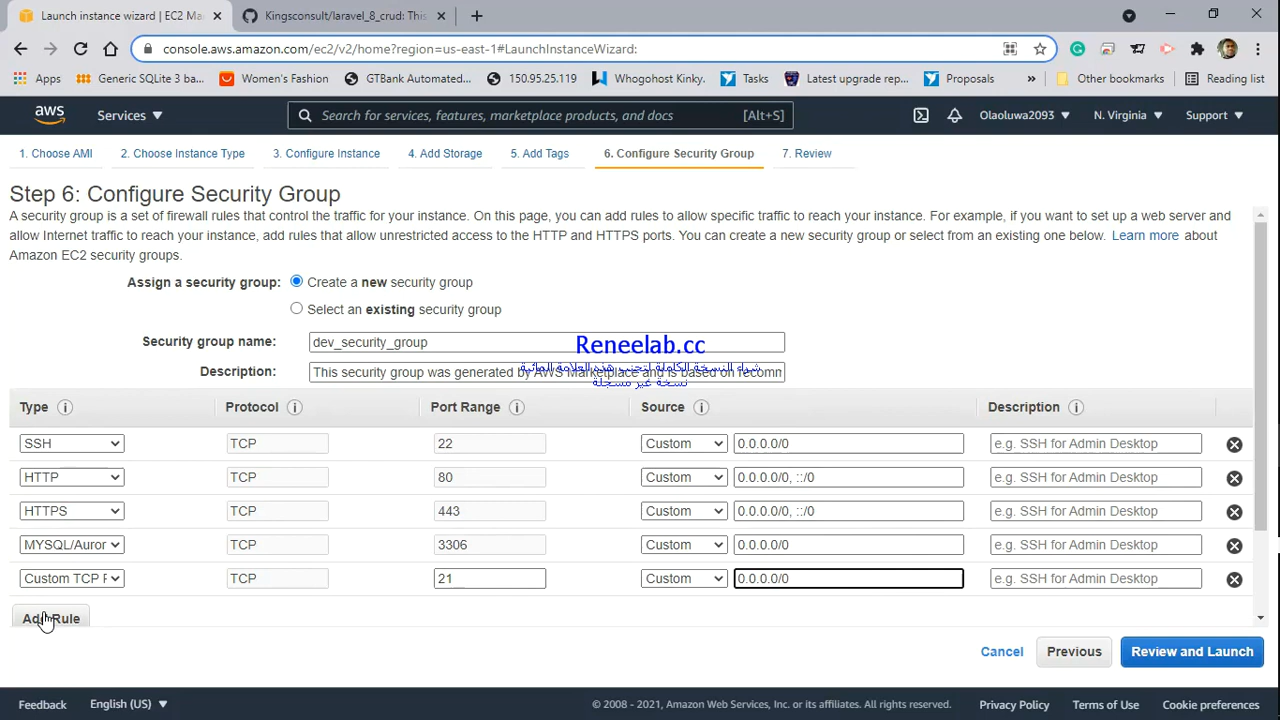 Launch instance wizard | EC2 Ma
Kingsconsult/laravel_8_crud: This
console.aws.amazon.com/ec2/v2/home?region=us-east-1#LaunchInstanceWizard:
Apps
Generic SQLite 3 ba...
Women's Fashion
GTBank Automated...
150.95.25.119
Whogohost Kinky.
Tasks
Latest upgrade rep...
Proposals
»
Other bookmarks
Reading list
aws
Services
Search for services, features, marketplace products, and docs
[Alt+S]
Olaoluwa2093
N. Virginia
Support
1. Choose AMI
2. Choose Instance Type
3. Configure Instance
4. Add Storage
5. Add Tags
6. Configure Security Group
7. Review
Step 6: Configure Security Group
A security group is a set of firewall rules that control the traffic for your instance. On this page, you can add rules to allow specific traffic to reach your instance. For example, if you want to set up a web server and
allow Internet traffic to reach your instance, add rules that allow unrestricted access to the HTTP and HTTPS ports. You can create a new security group or select from an existing one below. Learn more about
Amazon EC2 security groups.
Assign a security group:
Create a new security group
Select an existing security group
Security group name:
dev_security_group
Reneelab.cc
شراء النسخة الكاملة لتجنب هذه العلامة المائية
نسخة غير مسجلة
Description:
This security group was generated by AWS Marketplace and is based on recomm
Type
Protocol
Port Range
Source
Description
SSH
TCP
22
Custom
0.0.0.0/0
e.g. SSH for Admin Desktop
HTTP
TCP
80
Custom
0.0.0.0/0, ::/0
e.g. SSH for Admin Desktop
HTTPS
TCP
443
Custom
0.0.0.0/0, ::/0
e.g. SSH for Admin Desktop
MYSQL/Auror
TCP
3306
Custom
0.0.0.0/0
e.g. SSH for Admin Desktop
Custom TCP F
TCP
21
Custom
0.0.0.0/0
e.g. SSH for Admin Desktop
Add Rule
Cancel
Previous
Review and Launch
Feedback
English (US)
© 2008 - 2021, Amazon Web Services, Inc. or its affiliates. All rights reserved.
Privacy Policy
Terms of Use
Cookie preferences